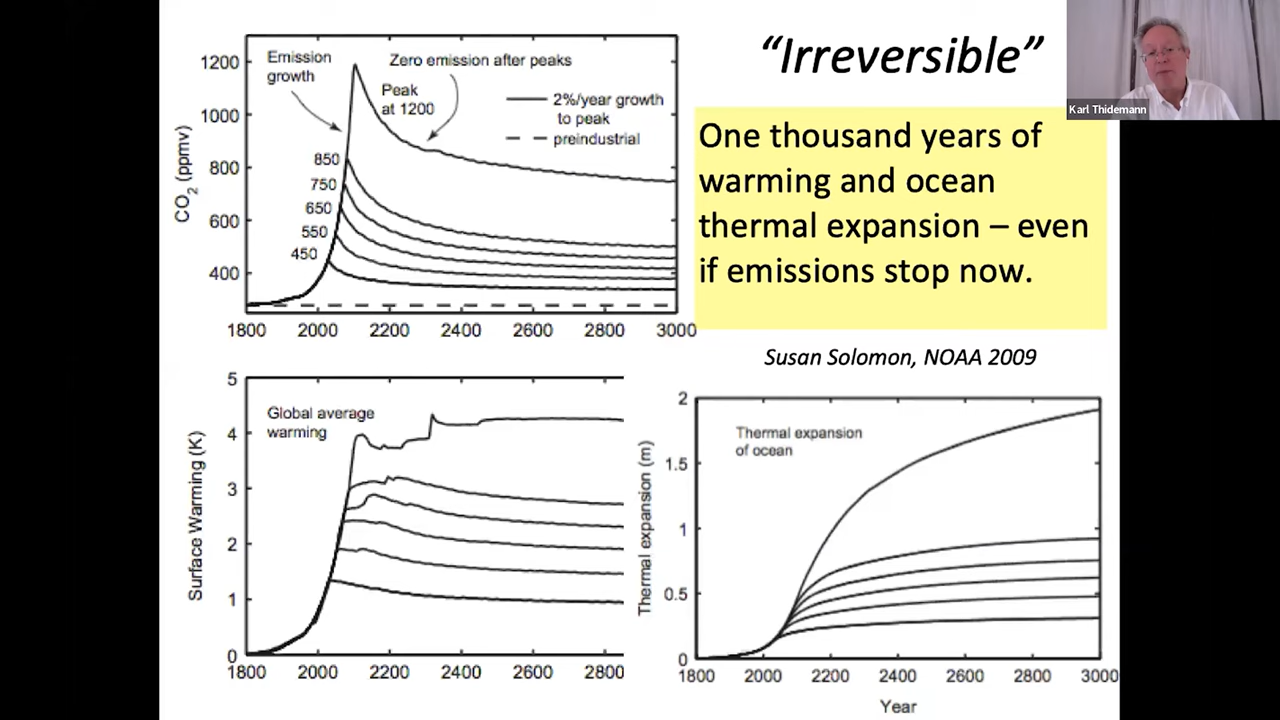 “Irreversible”
Karl Thidemann
One thousand years of
warming and ocean
thermal expansion – even
if emissions stop now.
Susan Solomon, NOAA 2009
CO2 (ppmv)
1200
1000
800
600
400
Emission
growth
Zero emission after peaks
Peak
at 1200
2%/year growth
to peak
preindustrial
850
750
650
550
450
1800 2000 2200 2400 2600 2800 3000
Surface Warming (K)
5
4
3
2
1
0
Global average
warming
1800 2000 2200 2400 2600 2800
Thermal expansion (m)
2
1.5
1
0.5
0
Thermal expansion
of ocean
1800 2000 2200 2400 2600 2800 3000
Year